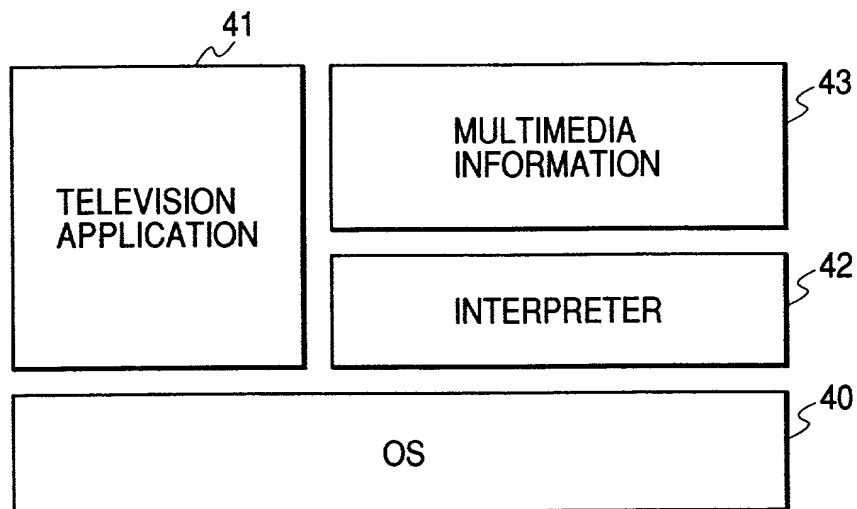 41
TELEVISION
APPLICATION
43
MULTIMEDIA
INFORMATION
42
INTERPRETER
40
OS